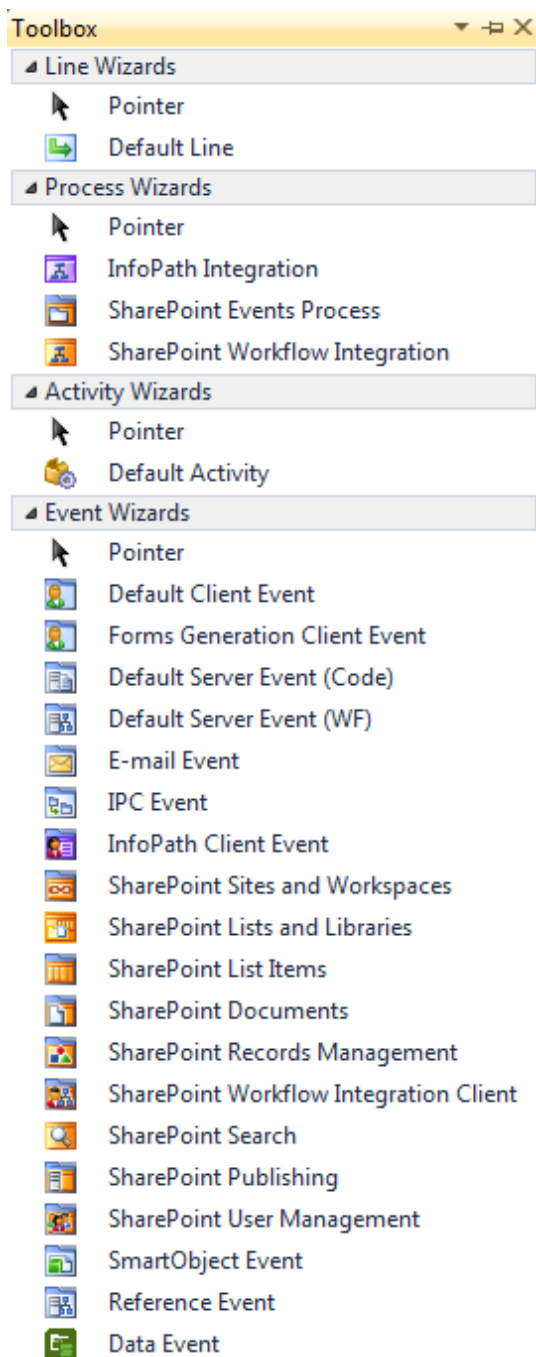 Toolbox
Line Wizards
Pointer
Default Line
Process Wizards
Pointer
InfoPath Integration
SharePoint Events Process
SharePoint Workflow Integration
Activity Wizards
Pointer
Default Activity
Event Wizards
Pointer
Default Client Event
Forms Generation Client Event
Default Server Event (Code)
Default Server Event (WF)
E-mail Event
IPC Event
InfoPath Client Event
SharePoint Sites and Workspaces
SharePoint Lists and Libraries
SharePoint List Items
SharePoint Documents
SharePoint Records Management
SharePoint Workflow Integration Client
SharePoint Search
SharePoint Publishing
SharePoint User Management
SmartObject Event
Reference Event
Data Event